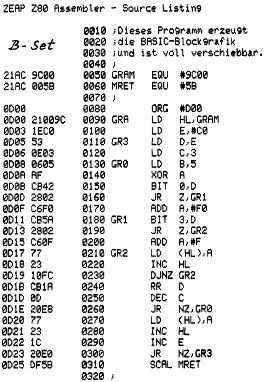 ZEAP Z80 Assembler - Source Listing
0010 ;Dieses Programm erzeugt
B-Set 0020 ;die BASIC-Blockgrafik
0030 ;und ist voll verschiebbar.
0040 ;
21AC 9C00 0050 GRAM EQU #9C00
21AC 005B 0060 MRET EQU #5B
0070 ;
0D00 0080 ORG #D00
0D00 21009C 0090 GRA LD HL,GRAM
0D03 1EC0 0100 LD E,#C0
0D05 53 0110 GR3 LD D,E
0D06 0E03 0120 LD C,3
0D08 0605 0130 GR0 LD B,5
0D0A AF 0140 XOR A
0D0B CB42 0150 BIT 0,D
0D0D 2802 0160 JR Z,GR1
0D0F C6F0 0170 ADD A,#F0
0D11 CB5A 0180 GR1 BIT 3,D
0D13 2802 0190 JR Z,GR2
0D15 C60F 0200 ADD A,#F
0D17 77 0210 GR2 LD (HL),A
0D18 23 0220 INC HL
0D19 10FC 0230 DJNZ GR2
0D1B CB1A 0240 RR D
0D1D 0D 0250 DEC C
0D1E 20E8 0260 JR NZ,GR0
0D20 77 0270 LD (HL),A
0D21 23 0280 INC HL
0D22 1C 0290 INC E
0D23 20E0 0300 JR NZ,GR3
0D25 DF5B 0310 SCAL MRET
0320 ;